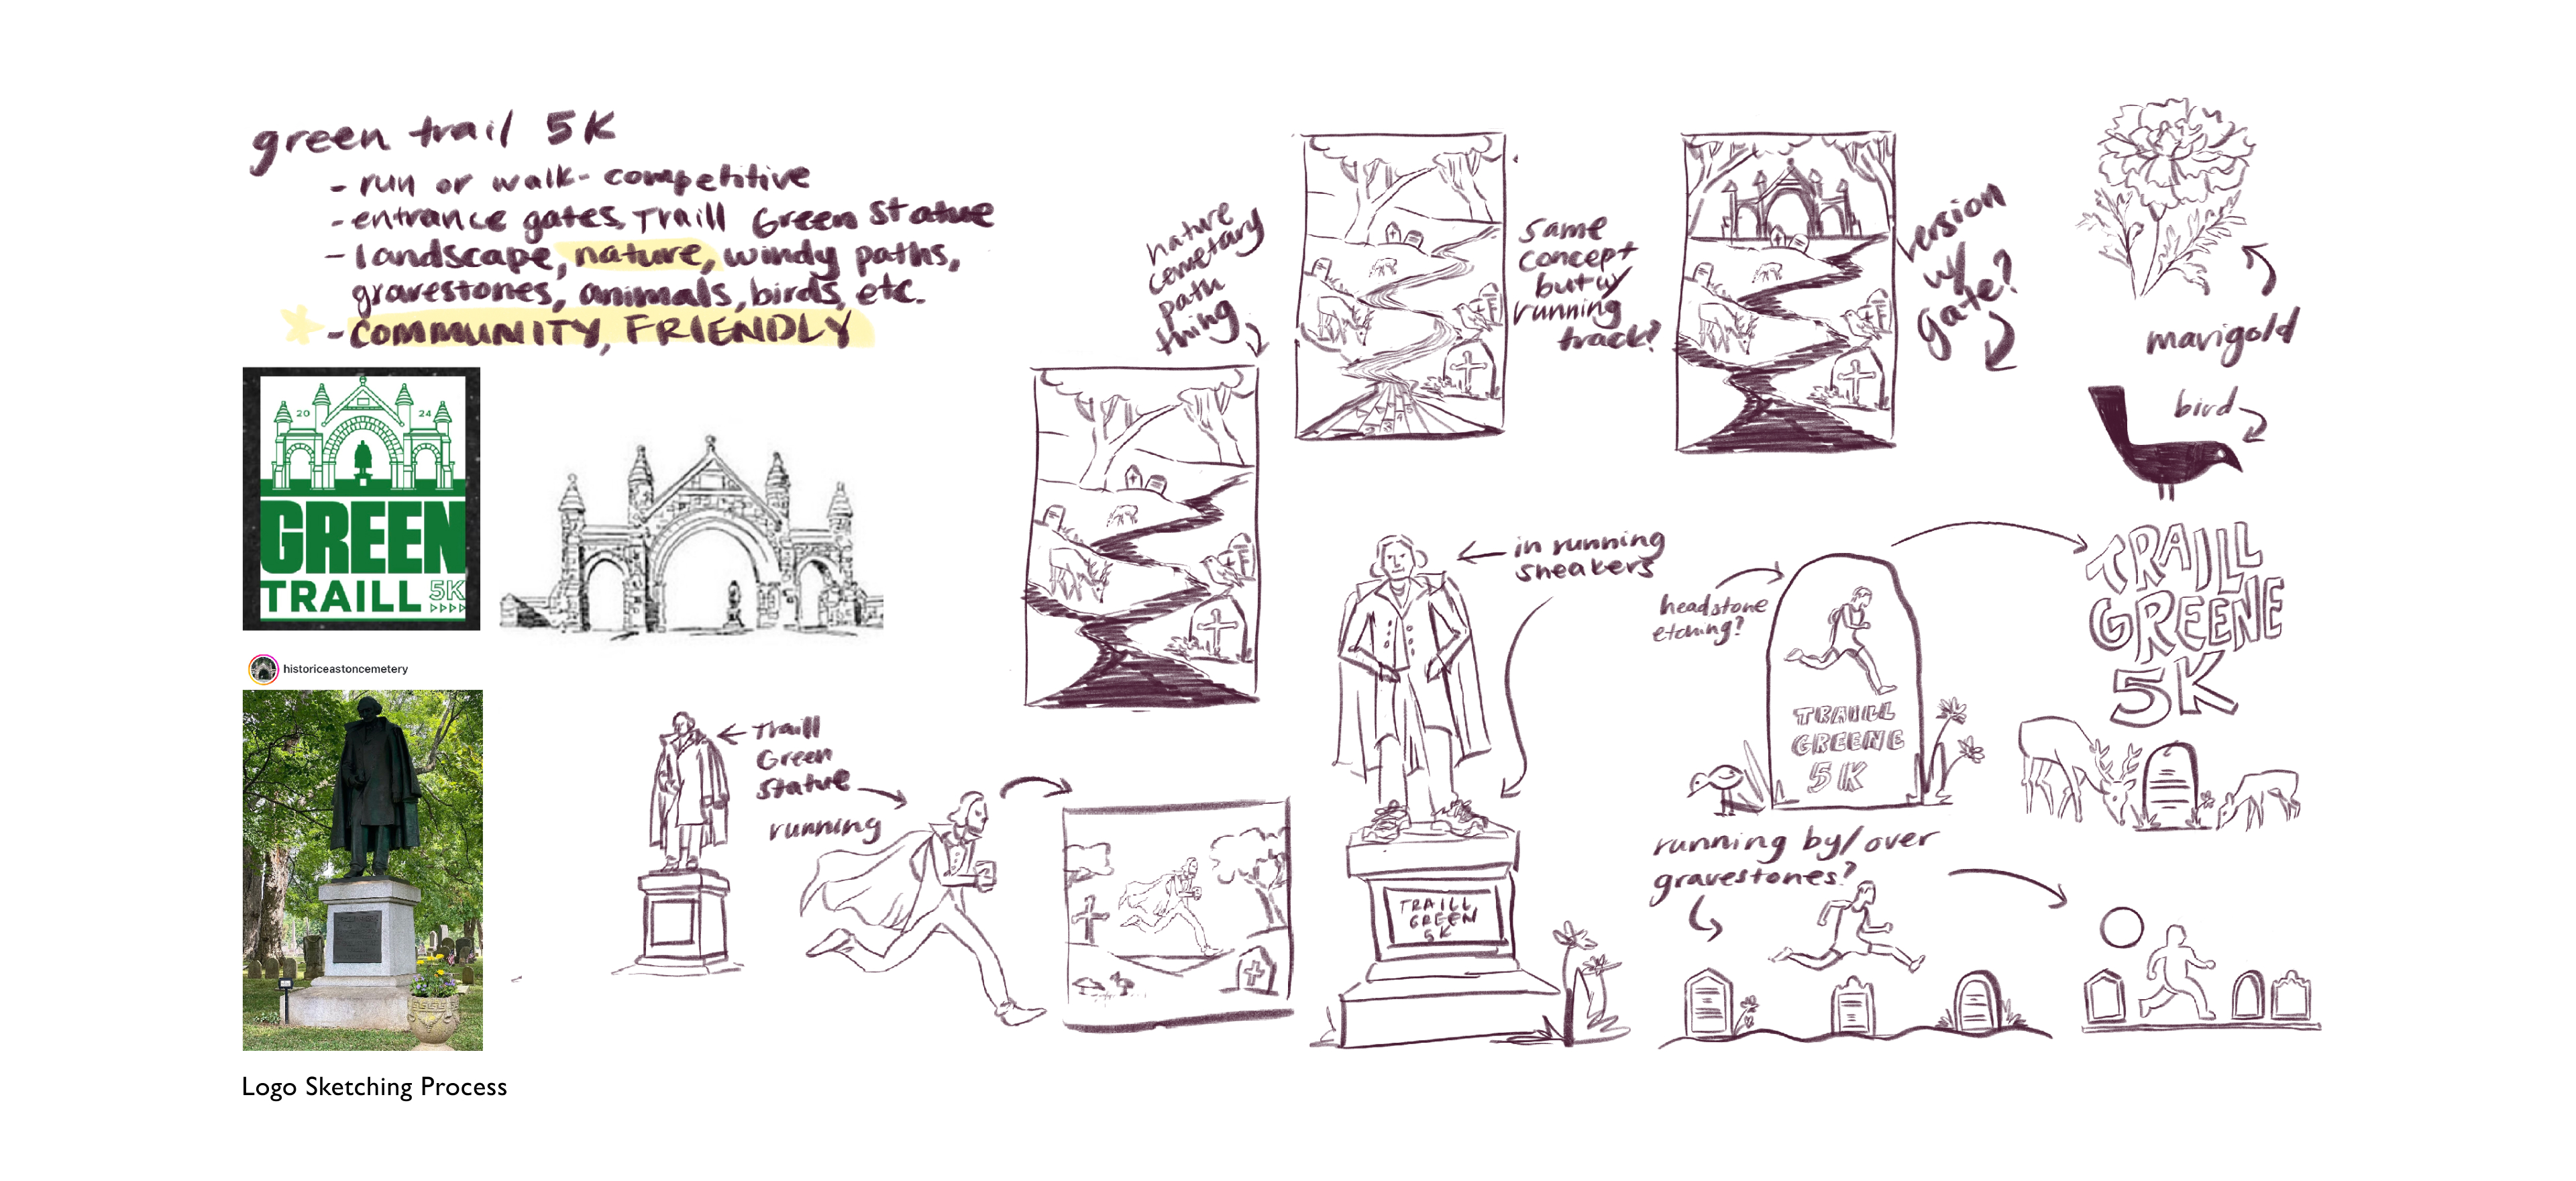 green trail 5K
- run or walk - competitive
- entrance gates, Traill Green Statue
- landscape, nature, windy paths,
gravestones, animals, birds, etc.
- COMMUNITY, FRIENDLY
20 24
GREEN
TRAILL 5K
historiceastoncemetery
Logo Sketching Process
Traill
Green
Statue
running
nature
cemetary
path
thing
same
concept
but w/
running
track?
version
w/
gate?
marigold
bird
in running
sneakers
TRAILL
GREEN
5K
headstone
etching?
TRAILL
GREENE
5K
TRAILL
GREENE
5K
running by/over
gravestones?